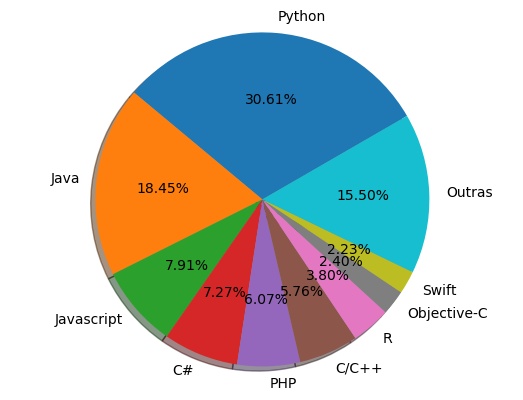 Python
30.61%
Java
18.45%
15.50%
Outras
7.91%
2.23%
2.40%
3.80%
7.27%
5.76%
6.07%
Swift
Objective-C
Javascript
R
C#
C/C++
PHP